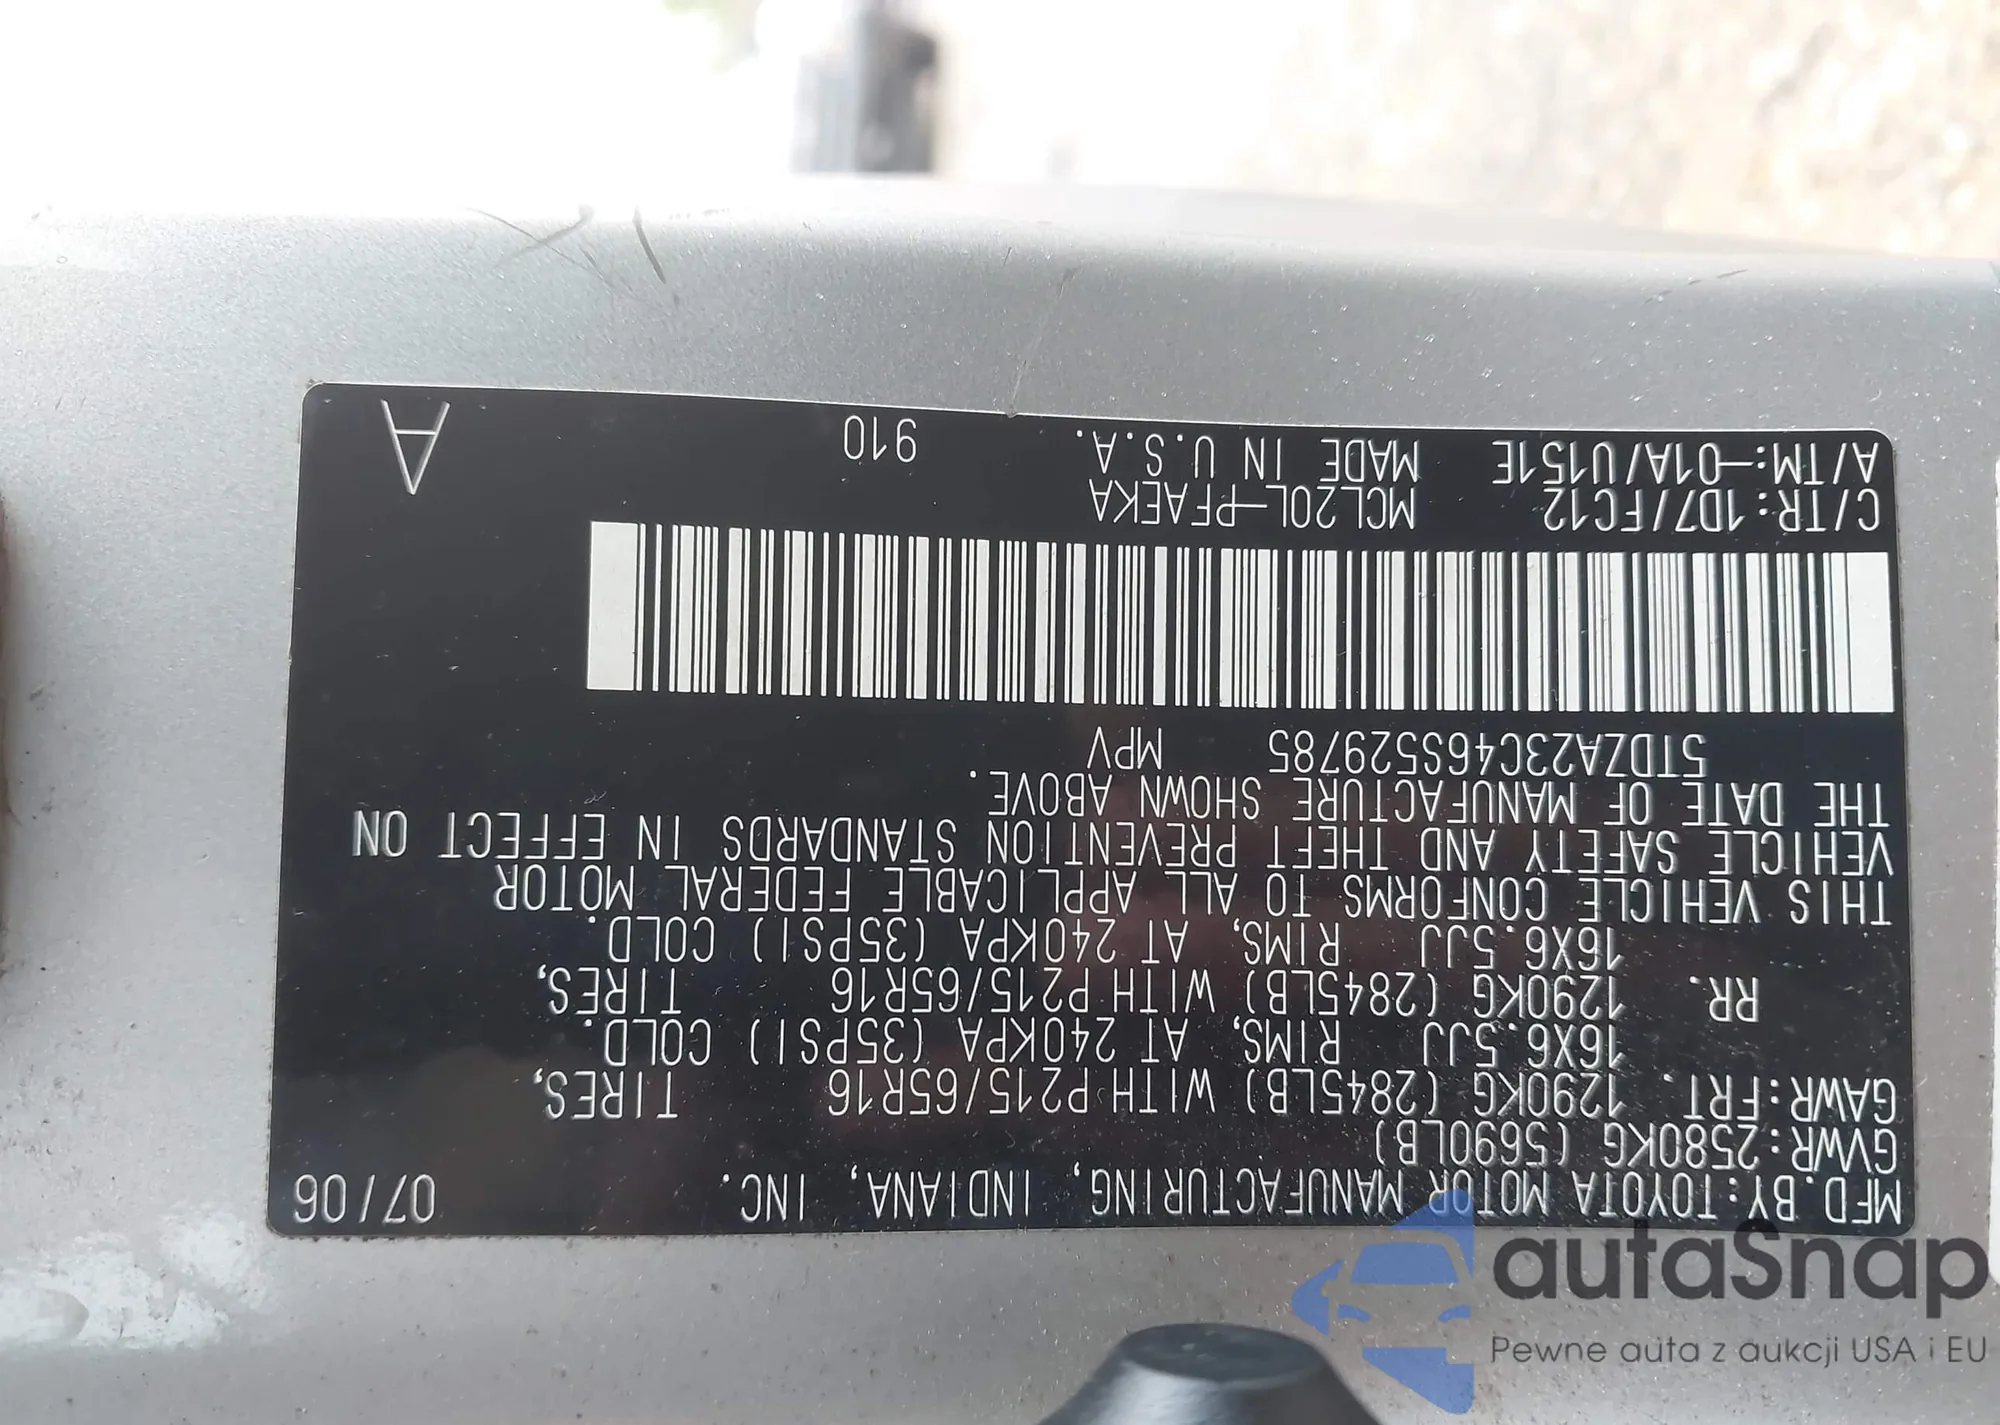 MFD. BY:TOYOTA MOTOR MANUFACTURING, INDIANA, INC. 07/06
GVWR:2580KG (5690LB)
GAWR:FRT. 1290KG (2845LB) WITH P215/65R16 TIRES,
16X6.5JJ RIMS, AT 240KPA (35PSI) COLD.
RR. 1290KG (2845LB) WITH P215/65R16 TIRES,
16X6.5JJ RIMS, AT 240KPA (35PSI) COLD.
THIS VEHICLE CONFORMS TO ALL APPLICABLE FEDERAL MOTOR
VEHICLE SAFETY AND THEFT PREVENTION STANDARDS IN EFFECT ON
THE DATE OF MANUFACTURE SHOWN ABOVE.
5TDZA23C46S529785 MPV
C/TR:1D7/FC12 MCL20L-PFAEKA
A/TM:-01A/U151E MADE IN U.S.A. 910 A
autaSnap
Pewne auta z aukcji USA i EU